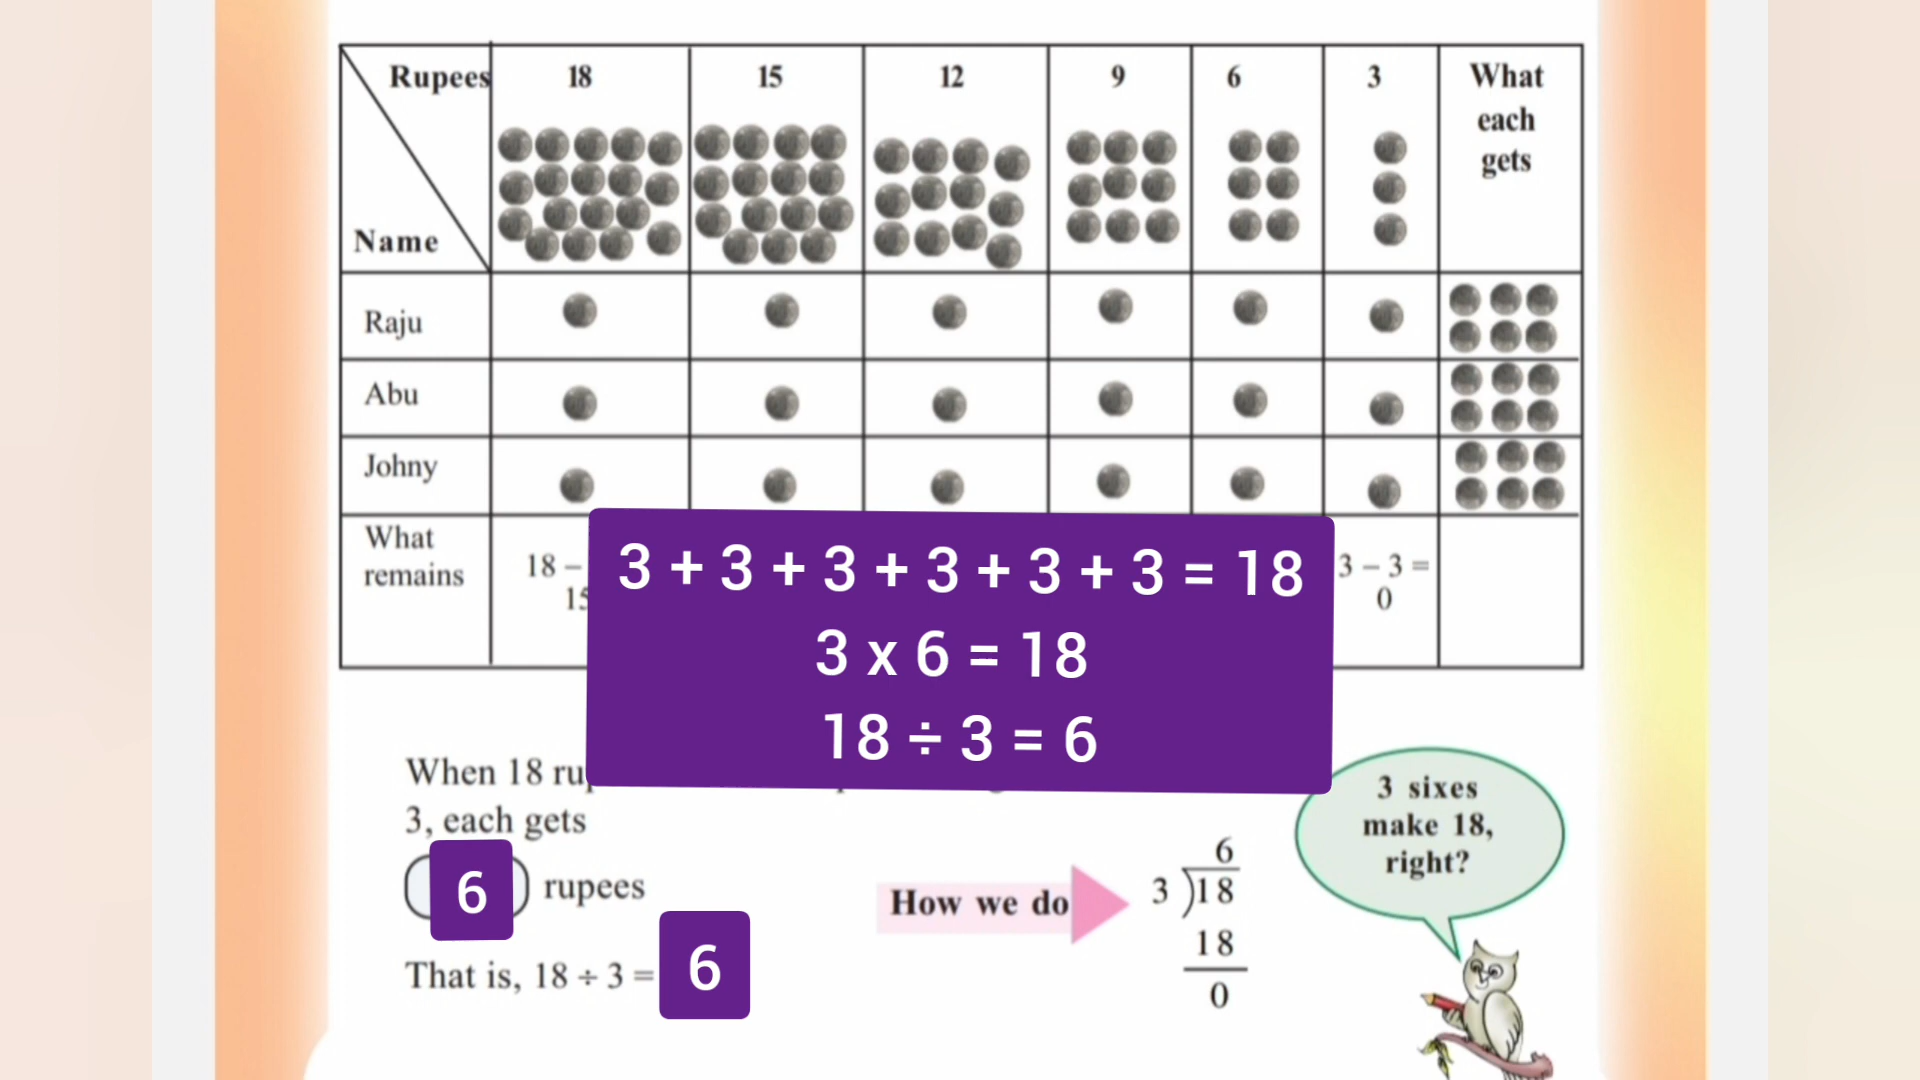 Rupees 18 15 12 9 6 3 What
each
gets
Name
Raju
Abu
Johny
What
remains
18 –
15
3 – 3 =
0
3 + 3 + 3 + 3 + 3 + 3 = 18
3 x 6 = 18
18 ÷ 3 = 6
When 18
3, each gets
6 rupees
That is, 18 ÷ 3 = 6
How we do
6
3 ) 18
18
0
3 sixes
make 18,
right?